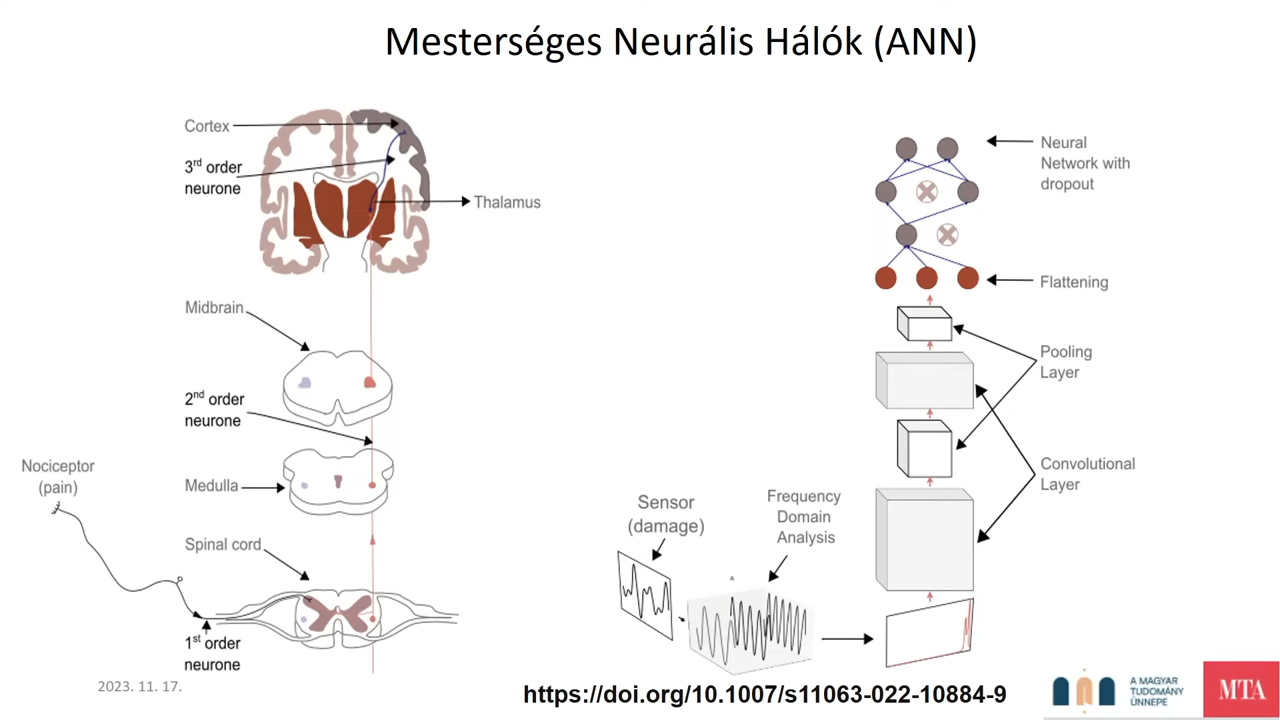 Mesterséges Neurális Hálók (ANN)
Cortex
3rd order
neurone
Thalamus
Midbrain
2nd order
neurone
Nociceptor
(pain)
Medulla
Spinal cord
1st order
neurone
Neural
Network with
dropout
Flattening
Pooling
Layer
Convolutional
Layer
Sensor
(damage)
Frequency
Domain
Analysis
2023. 11. 17.
https://doi.org/10.1007/s11063-022-10884-9
A MAGYAR
TUDOMÁNY
ÜNNEPE
MTA